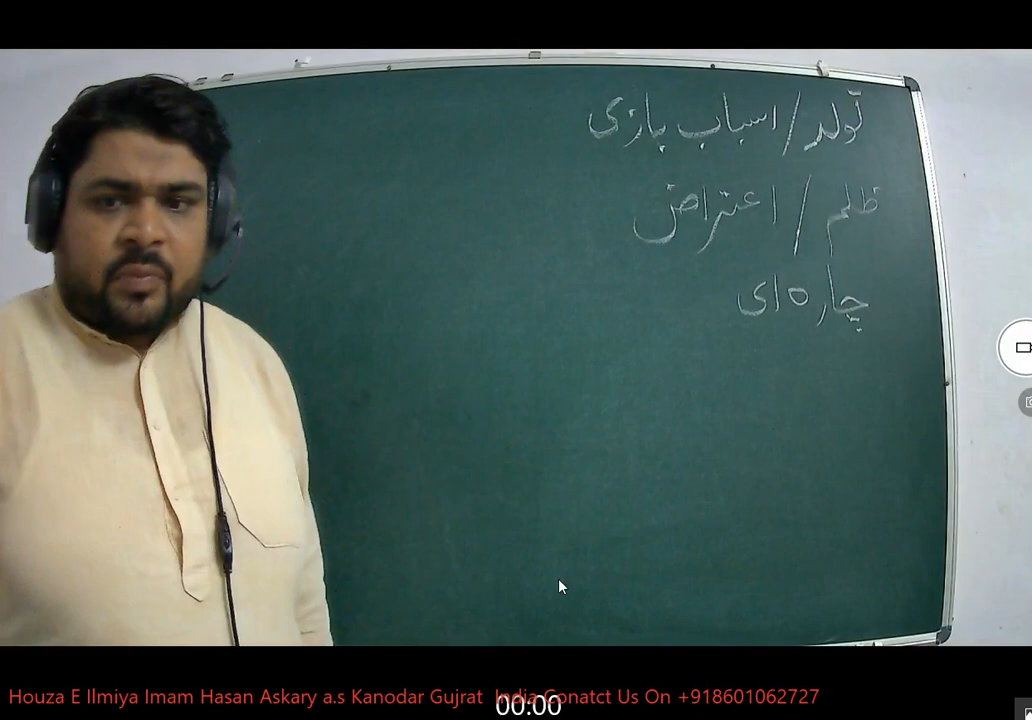 تولد / اسباب بازی
ظلم / اعتراض
چاره ای
Houza E Ilmiya Imam Hasan Askary a.s Kanodar Gujrat India Conatct Us On +918601062727
00:00